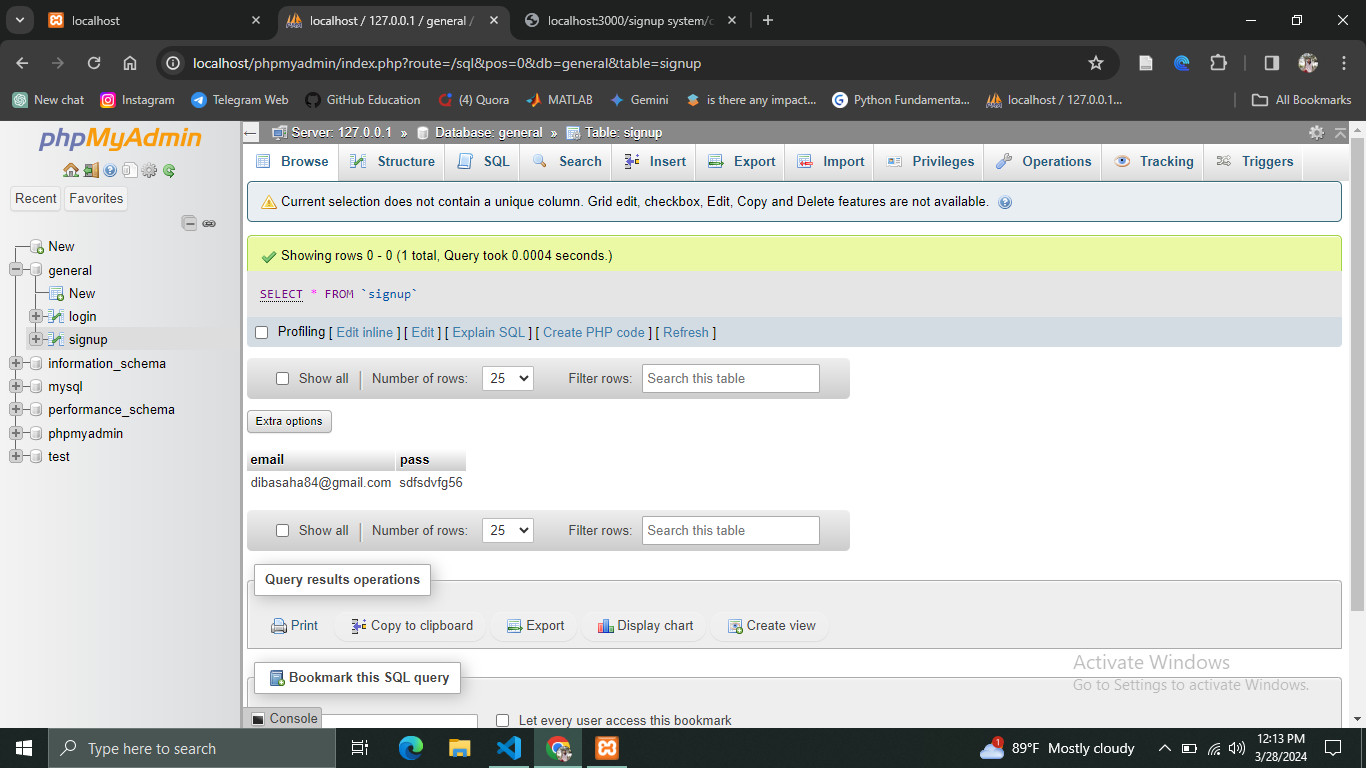 localhost
localhost / 127.0.0.1 / general /
localhost:3000/signup system/c
localhost/phpmyadmin/index.php?route=/sql&pos=0&db=general&table=signup
New chat Instagram Telegram Web GitHub Education (4) Quora MATLAB Gemini is there any impact... Python Fundamenta... localhost / 127.0.0.1... All Bookmarks
phpMyAdmin
Recent Favorites
New
general
New
login
signup
information_schema
mysql
performance_schema
phpmyadmin
test
Server: 127.0.0.1 » Database: general » Table: signup
Browse Structure SQL Search Insert Export Import Privileges Operations Tracking Triggers
Current selection does not contain a unique column. Grid edit, checkbox, Edit, Copy and Delete features are not available.
Showing rows 0 - 0 (1 total, Query took 0.0004 seconds.)
SELECT * FROM `signup`
Profiling [ Edit inline ] [ Edit ] [ Explain SQL ] [ Create PHP code ] [ Refresh ]
Show all Number of rows: 25 Filter rows: Search this table
Extra options
email pass
dibasaha84@gmail.com sdfsdvfg56
Show all Number of rows: 25 Filter rows: Search this table
Query results operations
Print Copy to clipboard Export Display chart Create view
Bookmark this SQL query
Console
Let every user access this bookmark
Activate Windows
Go to Settings to activate Windows.
Type here to search
1
89°F Mostly cloudy
12:13 PM
3/28/2024